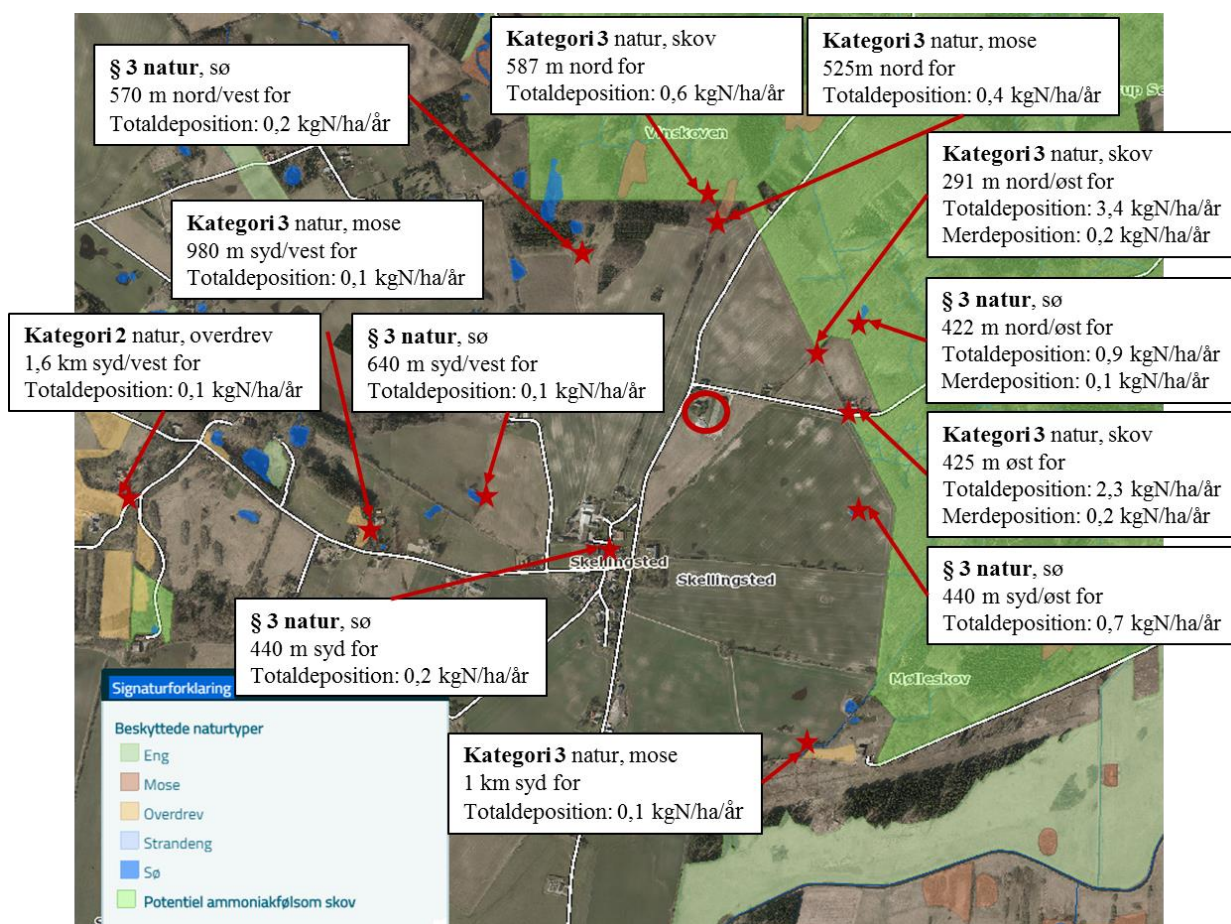 § 3 natur, sø
570 m nord/vest for
Totaldeposition: 0,2 kgN/ha/år
Kategori 3 natur, skov
587 m nord for
Totaldeposition: 0,6 kgN/ha/år
Kategori 3 natur, mose
525m nord for
Totaldeposition: 0,4 kgN/ha/år
Vinskoven
Kategori 3 natur, skov
291 m nord/øst for
Totaldeposition: 3,4 kgN/ha/år
Merdeposition: 0,2 kgN/ha/år
Kategori 3 natur, mose
980 m syd/vest for
Totaldeposition: 0,1 kgN/ha/år
§ 3 natur, sø
422 m nord/øst for
Totaldeposition: 0,9 kgN/ha/år
Merdeposition: 0,1 kgN/ha/år
Kategori 2 natur, overdrev
1,6 km syd/vest for
Totaldeposition: 0,1 kgN/ha/år
§ 3 natur, sø
640 m syd/vest for
Totaldeposition: 0,1 kgN/ha/år
Kategori 3 natur, skov
425 m øst for
Totaldeposition: 2,3 kgN/ha/år
Merdeposition: 0,2 kgN/ha/år
Skellingsted
Skellingsted
§ 3 natur, sø
440 m syd/øst for
Totaldeposition: 0,7 kgN/ha/år
§ 3 natur, sø
440 m syd for
Totaldeposition: 0,2 kgN/ha/år
Mølleskov
Kategori 3 natur, mose
1 km syd for
Totaldeposition: 0,1 kgN/ha/år
Signaturforklaring
Beskyttede naturtyper
Eng
Mose
Overdrev
Strandeng
Sø
Potentiel ammoniakfølsom skov